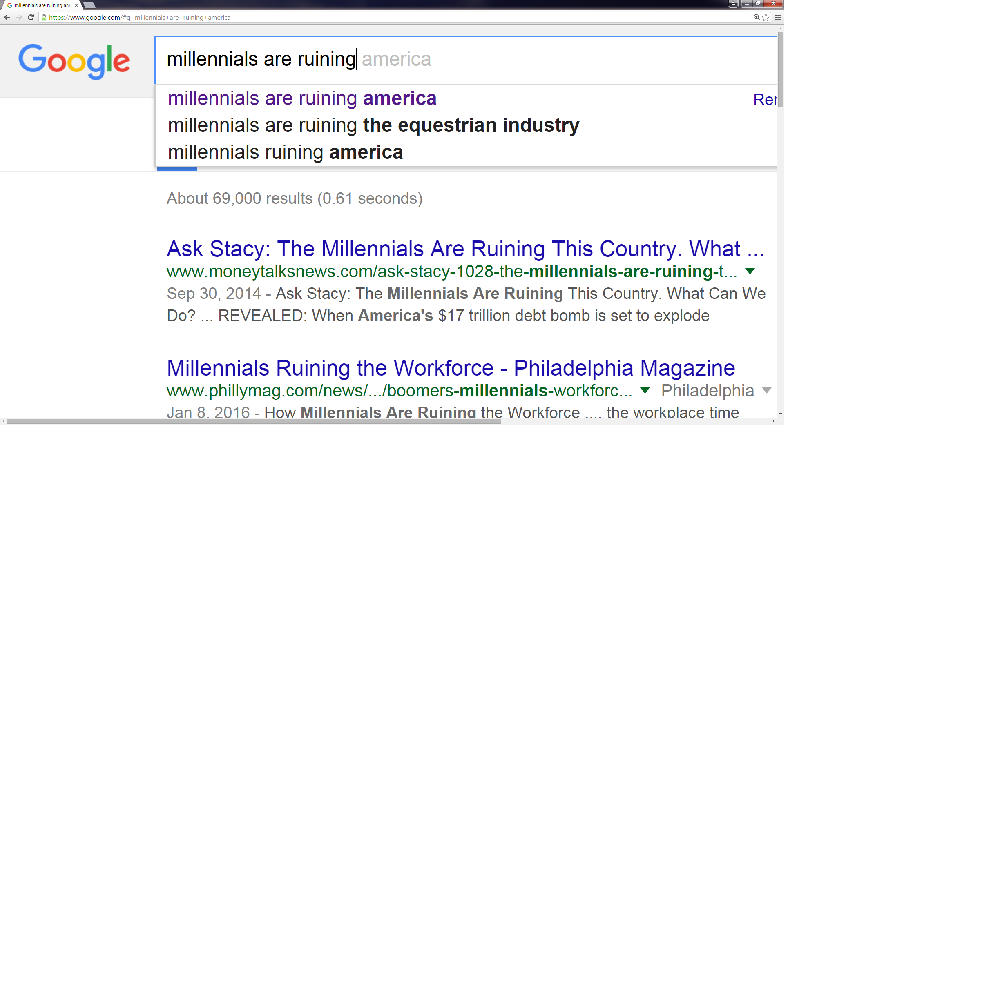 millennials are ruining am
https://www.google.com/#q=millennials+are+ruining+america
Google
millennials are ruining america
millennials are ruining america
millennials are ruining the equestrian industry
millennials ruining america
About 69,000 results (0.61 seconds)
Ask Stacy: The Millennials Are Ruining This Country. What ...
www.moneytalksnews.com/ask-stacy-1028-the-millennials-are-ruining-t...
Sep 30, 2014 - Ask Stacy: The Millennials Are Ruining This Country. What Can We
Do? ... REVEALED: When America's $17 trillion debt bomb is set to explode
Millennials Ruining the Workforce - Philadelphia Magazine
www.phillymag.com/news/.../boomers-millennials-workforc... Philadelphia
Jan 8, 2016 - How Millennials Are Ruining the Workforce .... the workplace time